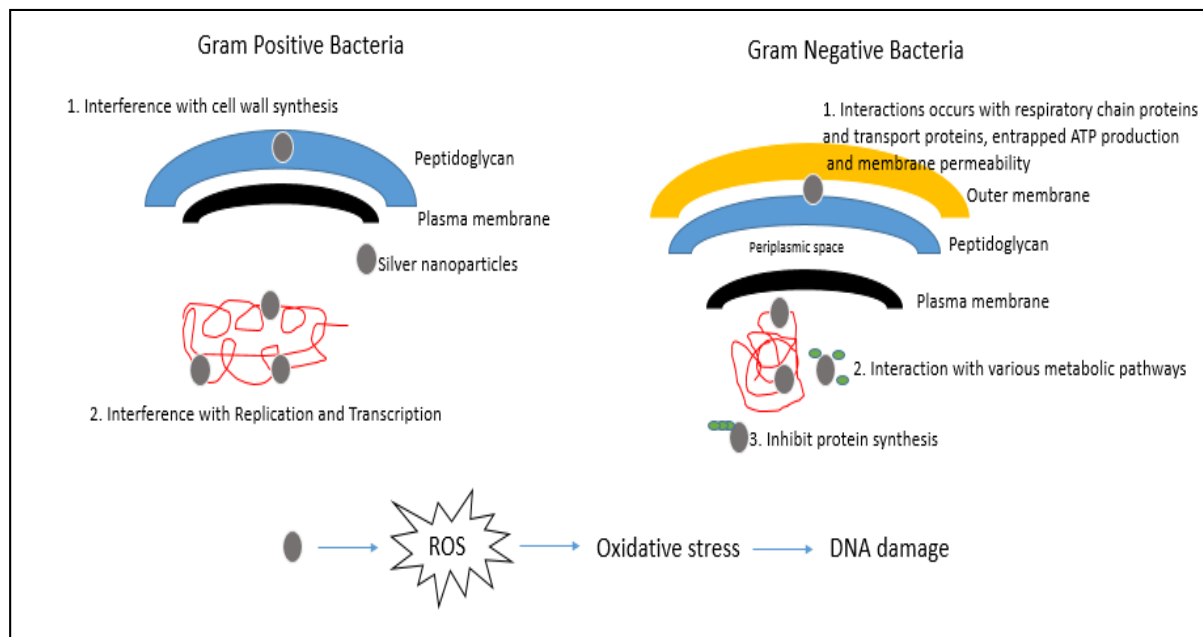 Gram Positive Bacteria
1. Interference with cell wall synthesis
Peptidoglycan
Plasma membrane
Silver nanoparticles
2. Interference with Replication and Transcription
Gram Negative Bacteria
1. Interactions occurs with respiratory chain proteins
and transport proteins, entrapped ATP production
and membrane permeability
Outer membrane
Peptidoglycan
Periplasmic space
Plasma membrane
2. Interaction with various metabolic pathways
3. Inhibit protein synthesis
ROS
Oxidative stress
DNA damage